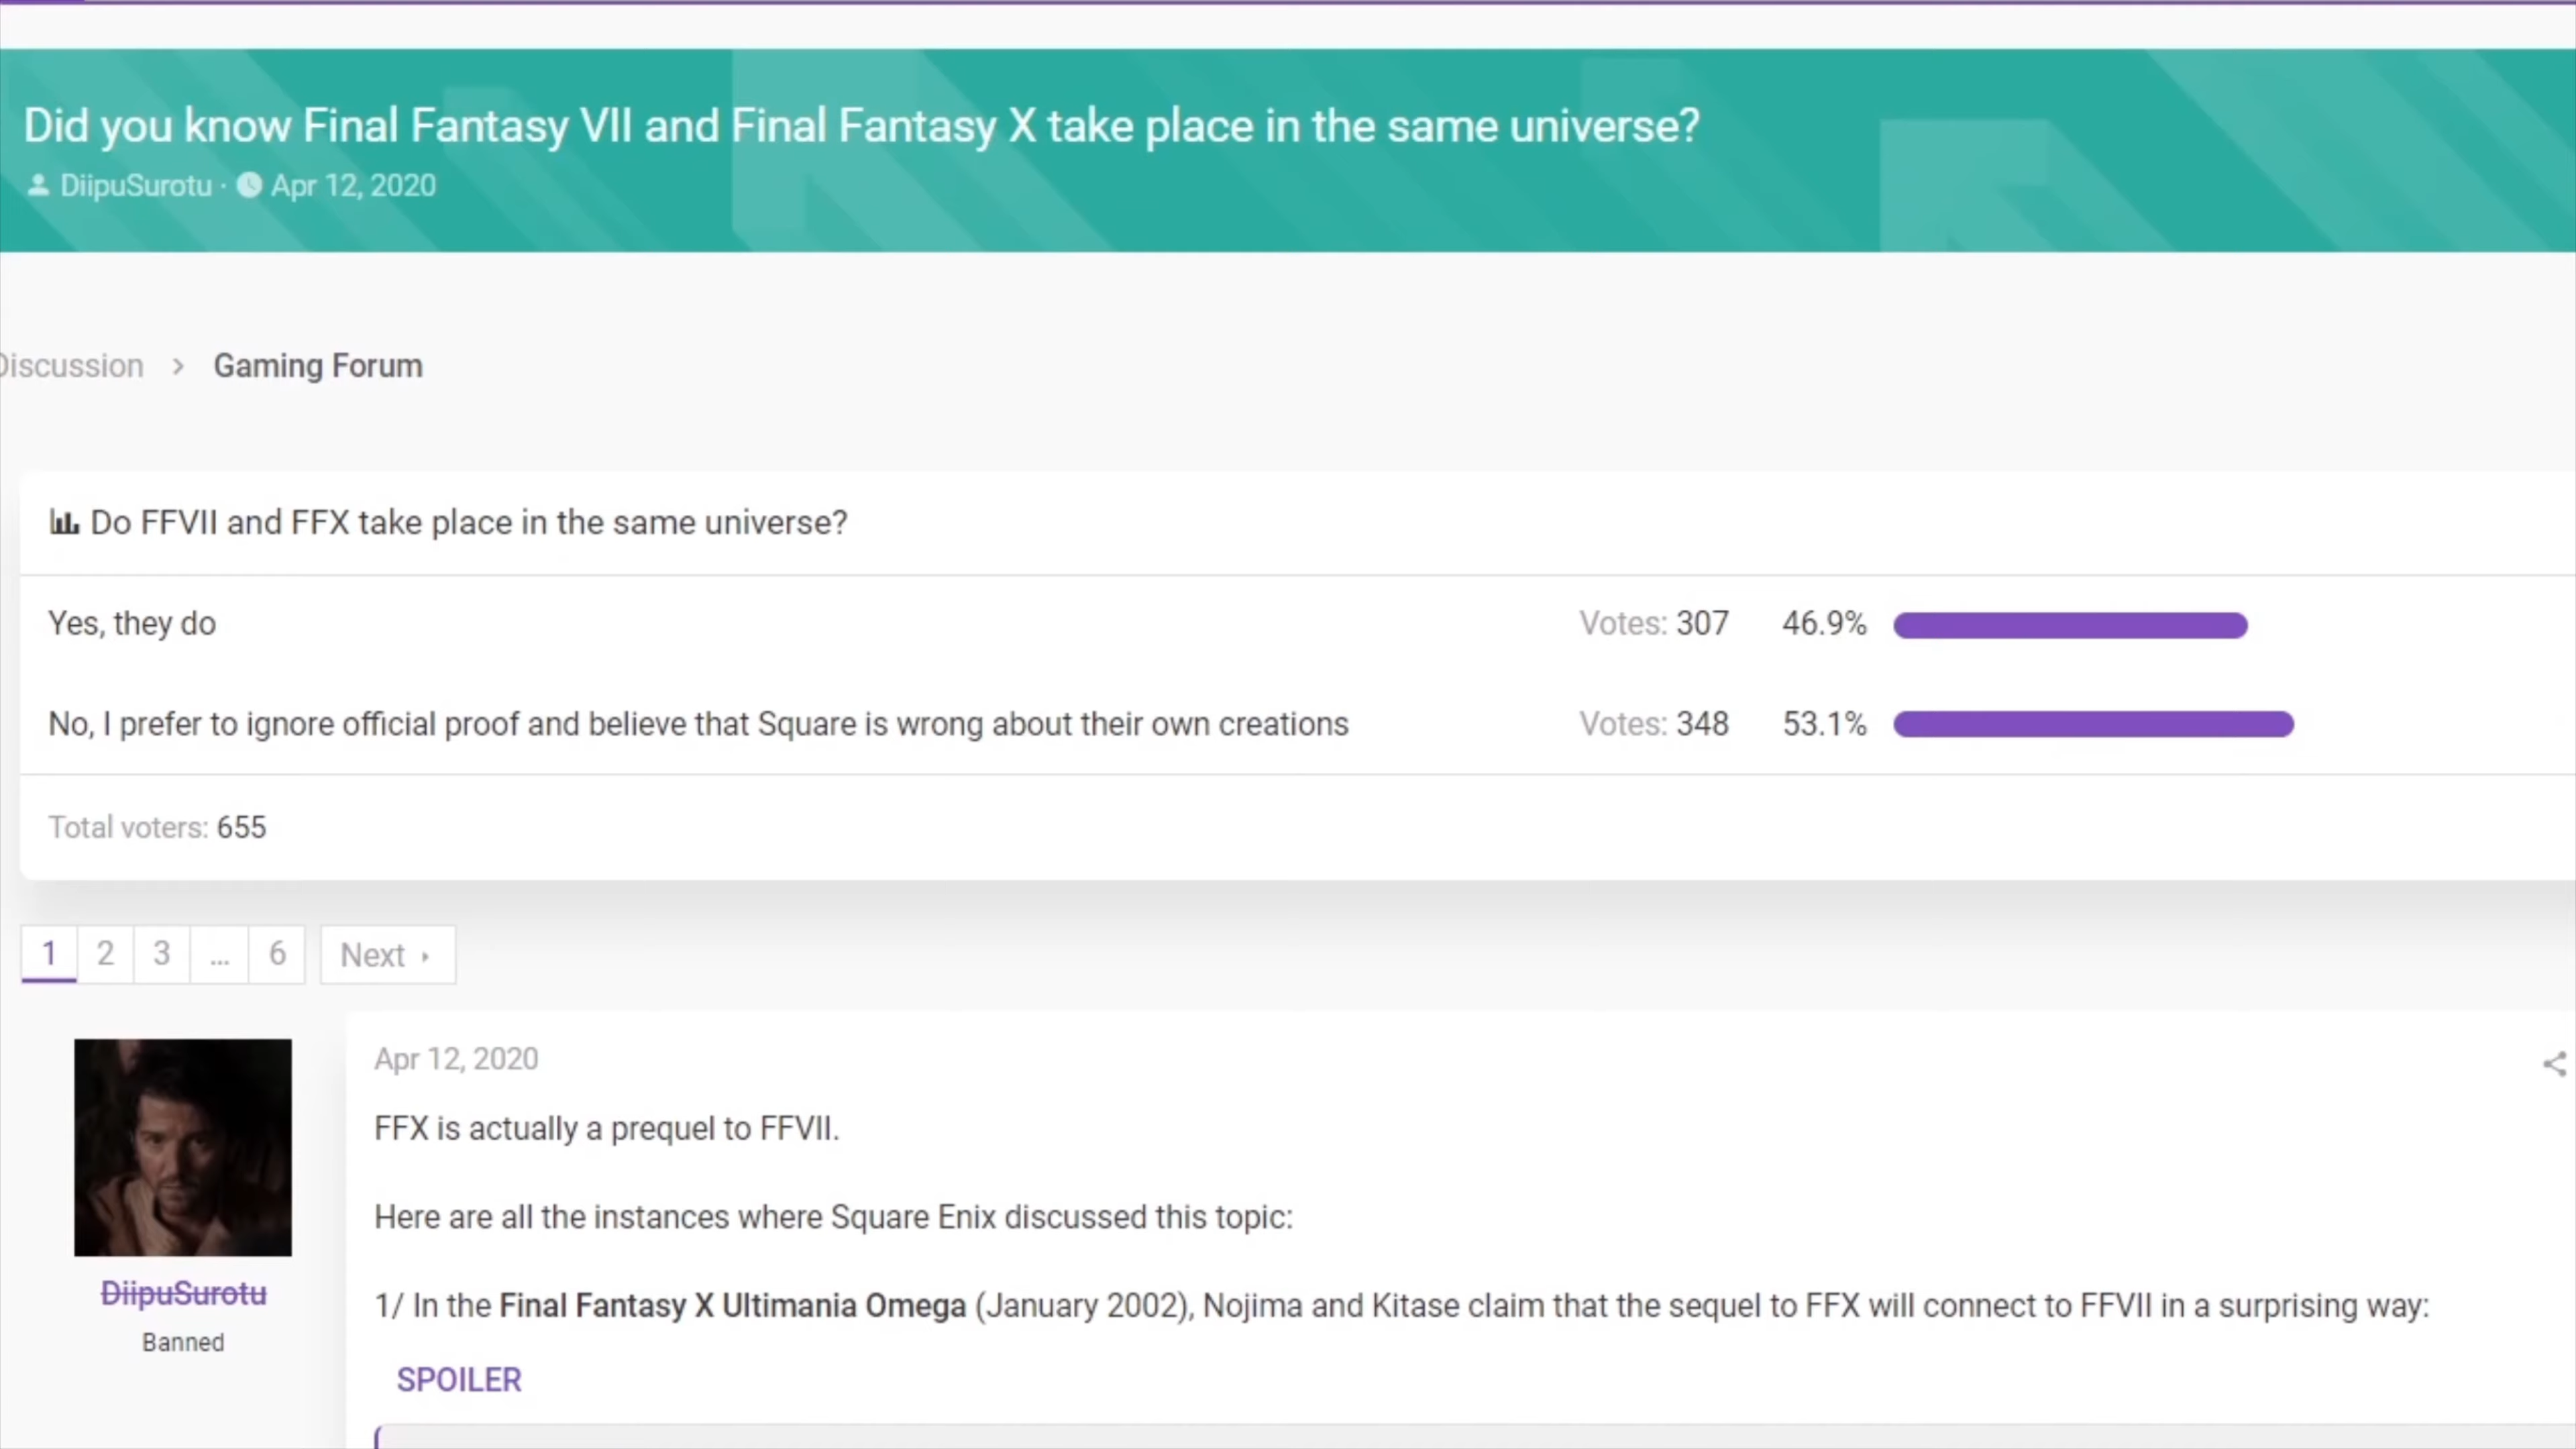 Did you know Final Fantasy VII and Final Fantasy X take place in the same universe?
DiipuSurotu · Apr 12, 2020
Discussion > Gaming Forum
Do FFVII and FFX take place in the same universe?
Yes, they do Votes: 307 46.9%
No, I prefer to ignore official proof and believe that Square is wrong about their own creations Votes: 348 53.1%
Total voters: 655
1 2 3 ... 6 Next
Apr 12, 2020
FFX is actually a prequel to FFVII.
Here are all the instances where Square Enix discussed this topic:
DiipuSurotu
Banned
1/ In the Final Fantasy X Ultimania Omega (January 2002), Nojima and Kitase claim that the sequel to FFX will connect to FFVII in a surprising way:
SPOILER